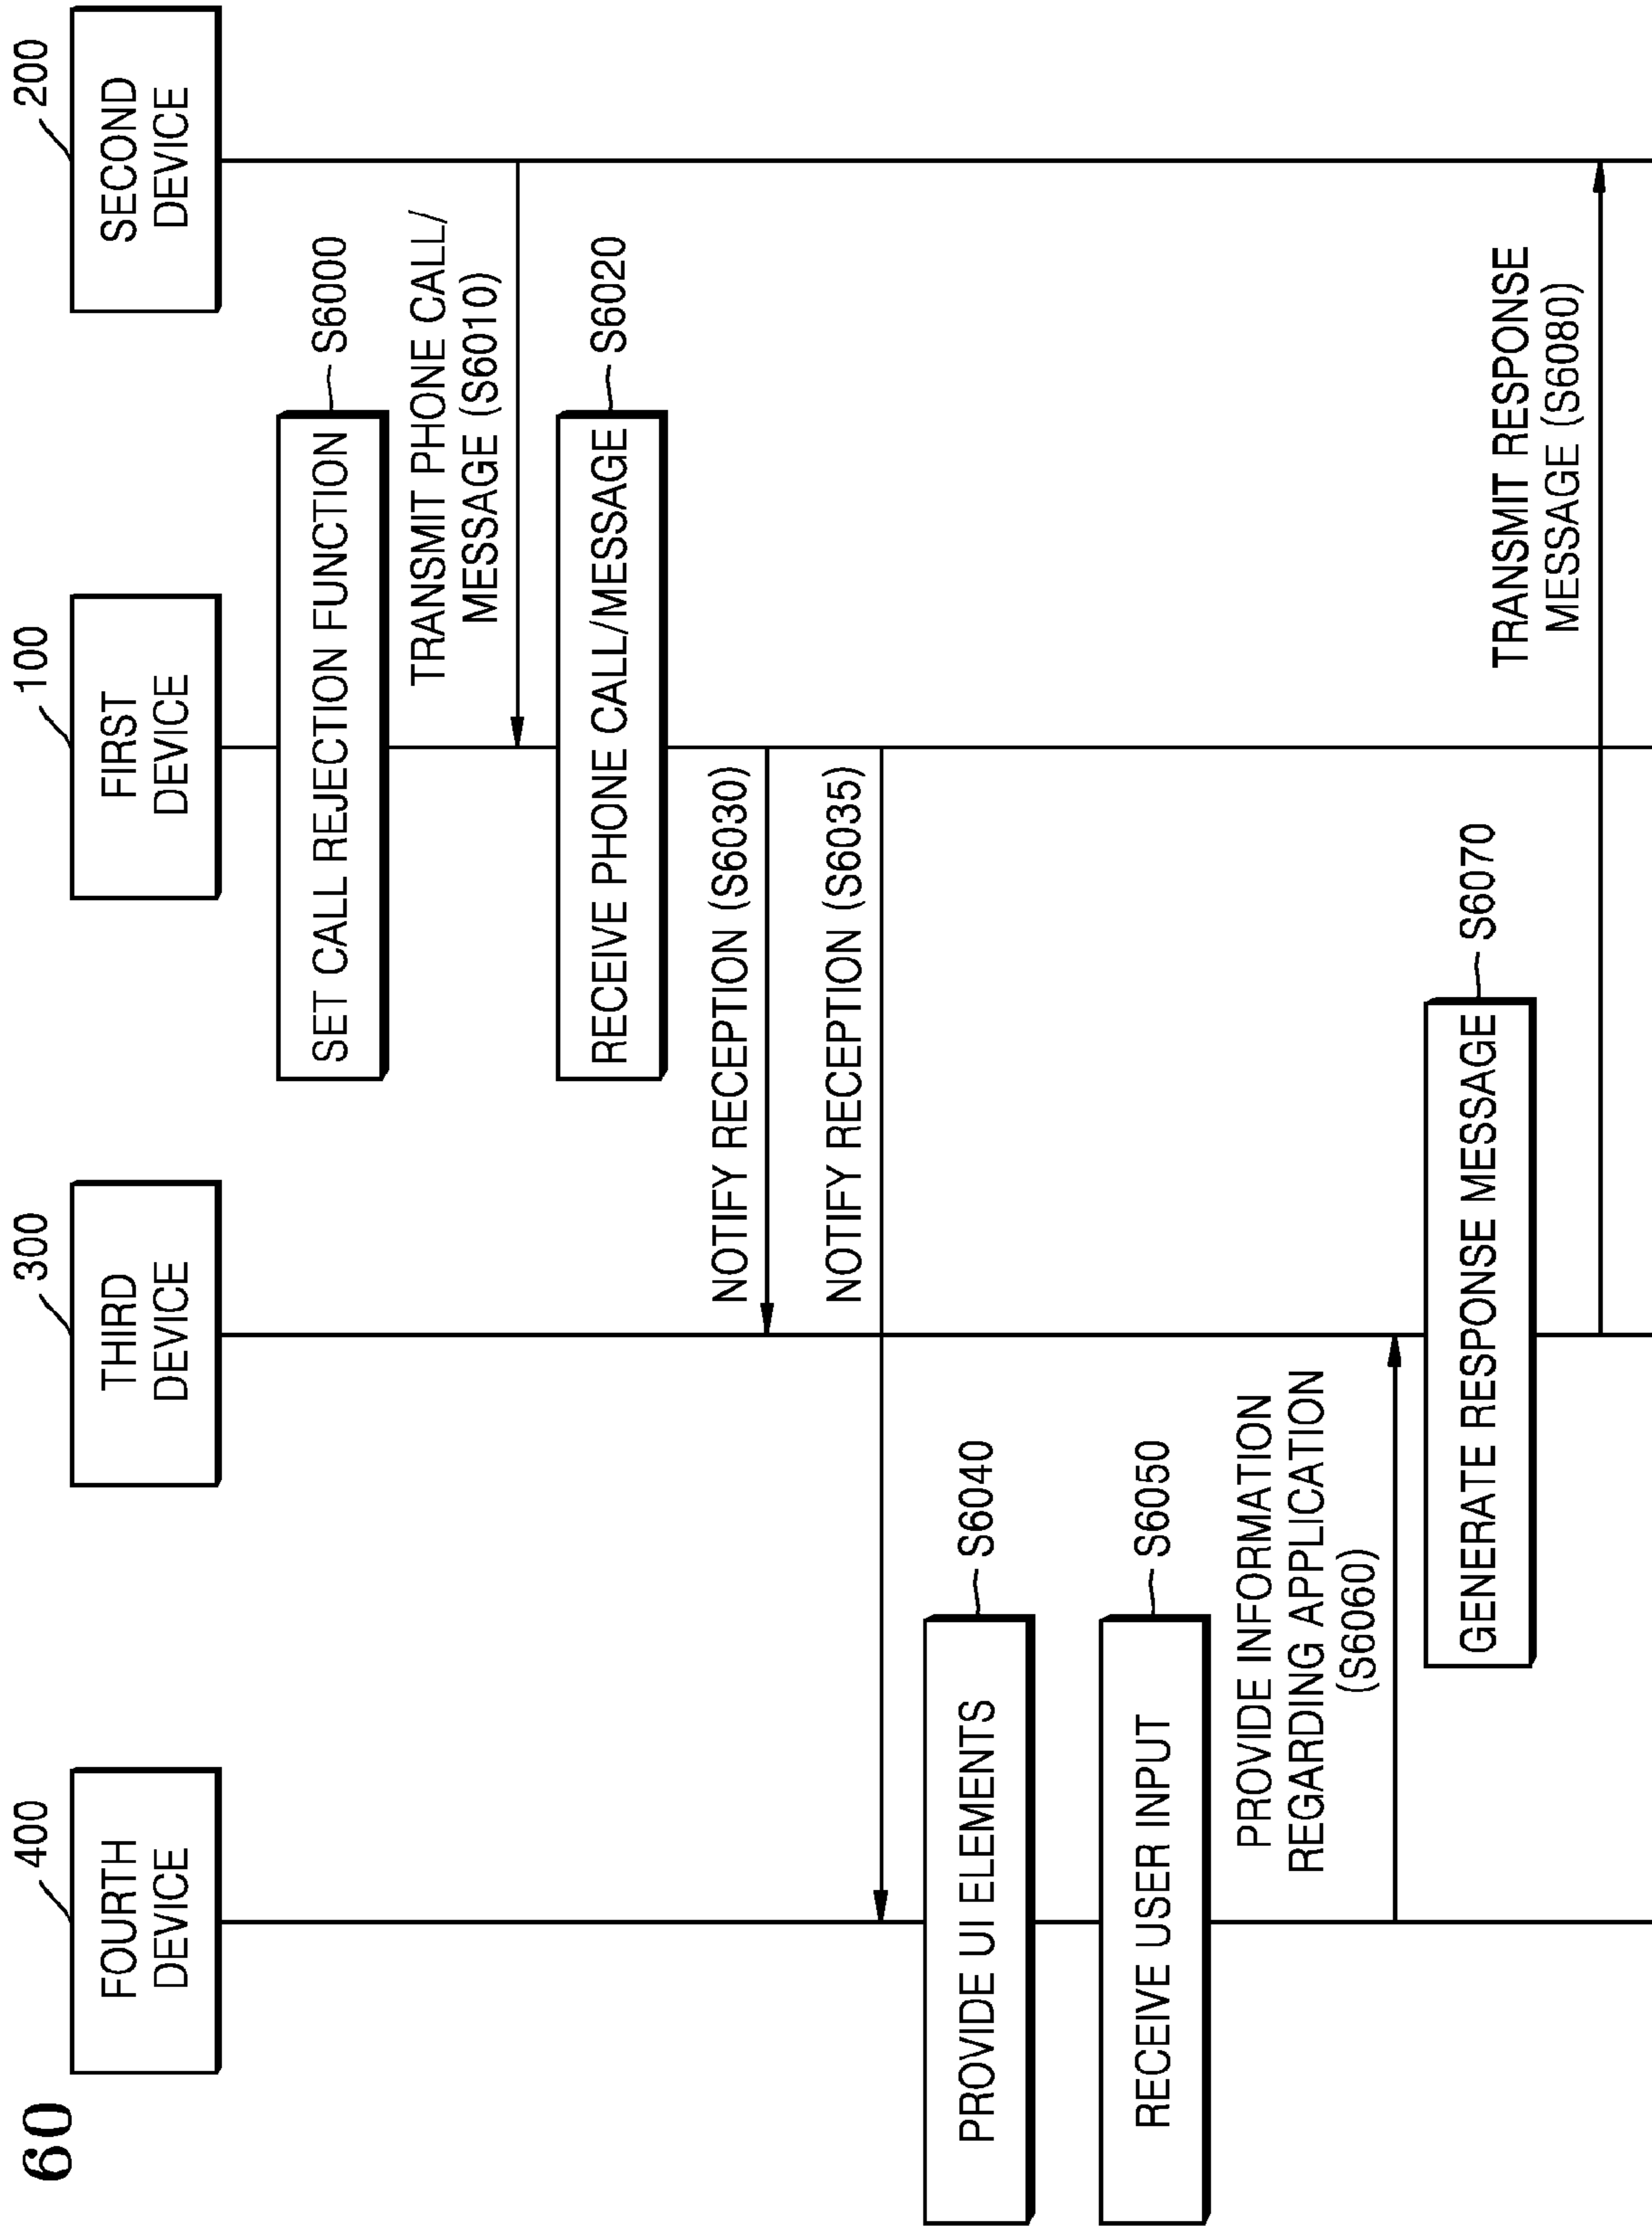 60
400
FOURTH
DEVICE
300
THIRD
DEVICE
100
FIRST
DEVICE
200
SECOND
DEVICE
SET CALL REJECTION FUNCTION
S6000
TRANSMIT PHONE CALL/
MESSAGE (S6010)
RECEIVE PHONE CALL/MESSAGE
S6020
NOTIFY RECEPTION (S6030)
NOTIFY RECEPTION (S6035)
PROVIDE UI ELEMENTS
S6040
RECEIVE USER INPUT
S6050
PROVIDE INFORMATION
REGARDING APPLICATION
(S6060)
GENERATE RESPONSE MESSAGE
S6070
TRANSMIT RESPONSE
MESSAGE (S6080)